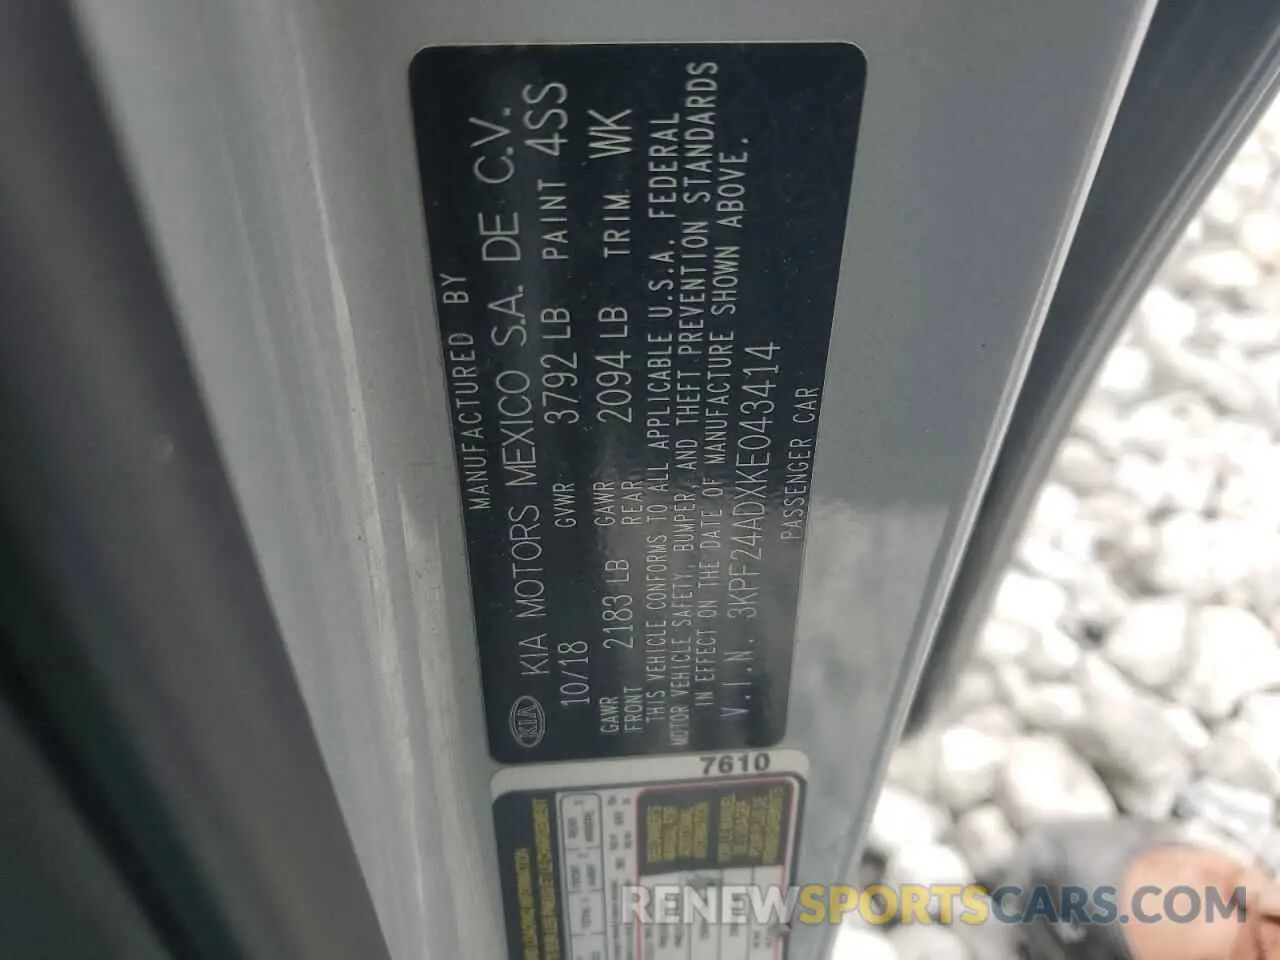 MANUFACTURED BY
KIA KIA MOTORS MEXICO S.A. DE C.V.
10/18 GVWR 3792 LB PAINT 4SS
GAWR FRONT 2183 LB GAWR REAR 2094 LB TRIM WK
THIS VEHICLE CONFORMS TO ALL APPLICABLE U.S.A. FEDERAL
MOTOR VEHICLE SAFETY, BUMPER, AND THEFT PREVENTION STANDARDS
IN EFFECT ON THE DATE OF MANUFACTURE SHOWN ABOVE.
V.I.N. 3KPF24ADXKE043414
PASSENGER CAR
7610
RENEWSPORTSCARS.COM